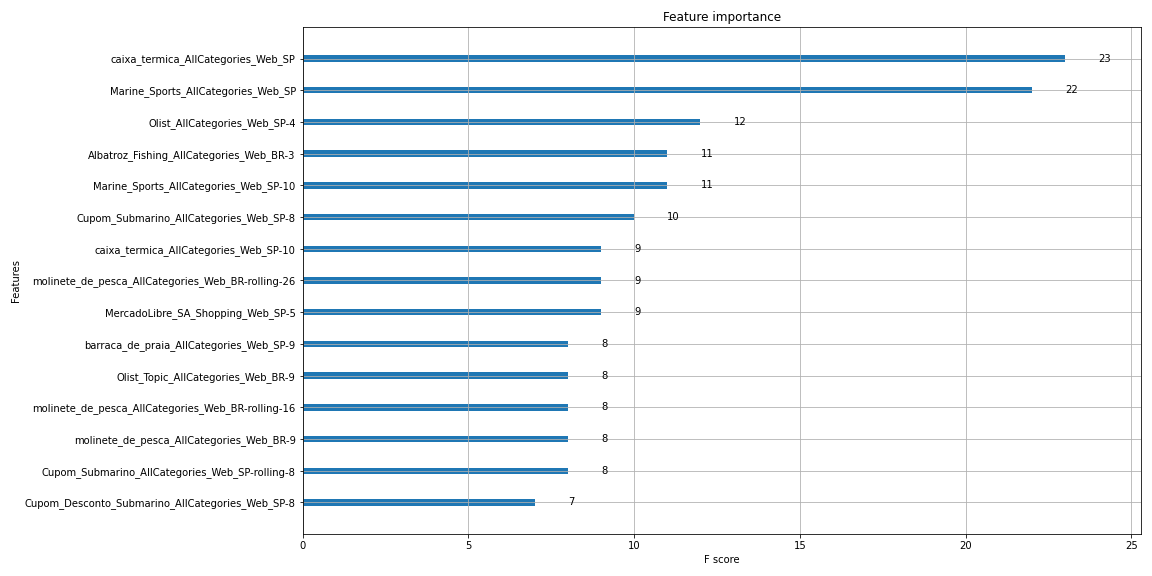 Feature importance
caixa_termica_AllCategories_Web_SP
23
Marine_Sports_AllCategories_Web_SP
22
Olist_AllCategories_Web_SP-4
12
Albatroz_Fishing_AllCategories_Web_BR-3
11
Marine_Sports_AllCategories_Web_SP-10
11
Cupom_Submarino_AllCategories_Web_SP-8
10
caixa_termica_AllCategories_Web_SP-10
9
molinete_de_pesca_AllCategories_Web_BR-rolling-26
9
MercadoLibre_SA_Shopping_Web_SP-5
9
barraca_de_praia_AllCategories_Web_SP-9
8
Olist_Topic_AllCategories_Web_BR-9
8
molinete_de_pesca_AllCategories_Web_BR-rolling-16
8
molinete_de_pesca_AllCategories_Web_BR-9
8
Cupom_Submarino_AllCategories_Web_SP-rolling-8
8
Cupom_Desconto_Submarino_AllCategories_Web_SP-8
7
Features
0 5 10 15 20 25
F score